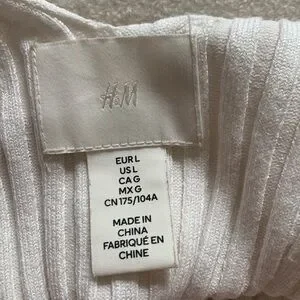 H&M
EUR L
US L
CA G
MX G
CN 175/104A
MADE IN
CHINA
FABRIQUÉ EN
CHINE